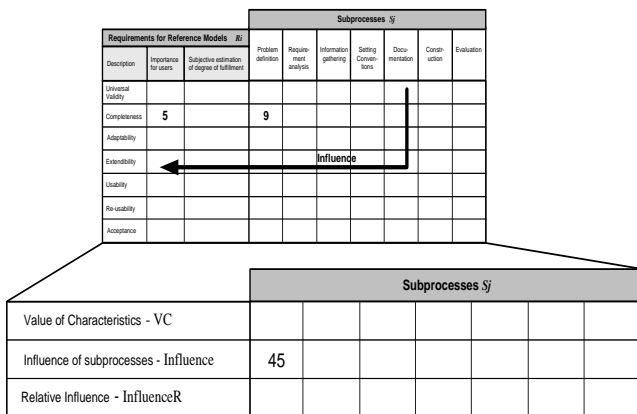 Subprocesses Sj
Requirements for Reference Models Ri
Description
Importance
for users
Subjective estimation
of degree of fulfillment
Problem
definition
Require-
ment
analysis
Information
gathering
Setting
Conven-
tions
Docu-
mentation
Constr-
uction
Evaluation
Universal
Validity
Completeness 5 9
Adaptability
Extendibility Influence
Usability
Re-usability
Acceptance
Subprocesses Sj
Value of Characteristics - VC
Influence of subprocesses - Influence 45
Relative Influence - InfluenceR